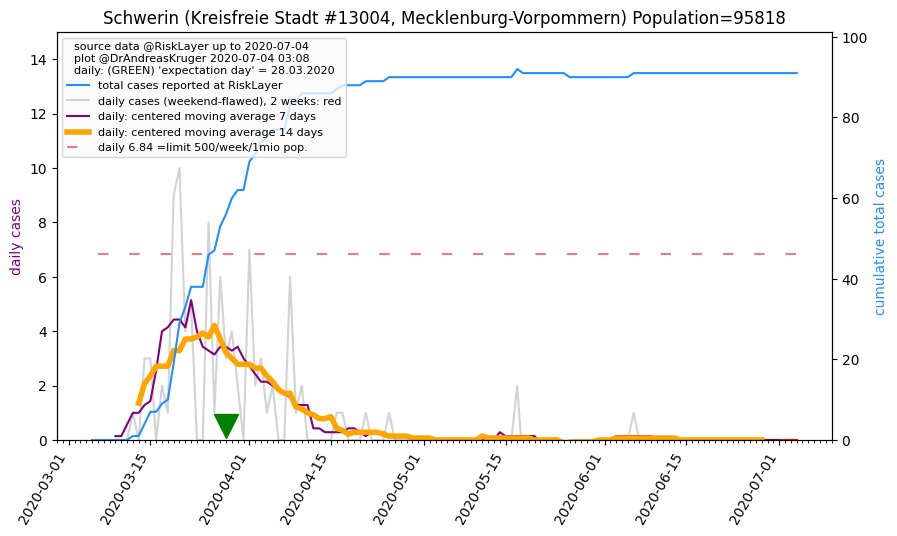 Schwerin (Kreisfreie Stadt #13004, Mecklenburg-Vorpommern) Population=95818
source data @RiskLayer up to 2020-07-04
plot @DrAndreasKruger 2020-07-04 03:08
daily: (GREEN) 'expectation day' = 28.03.2020
total cases reported at RiskLayer
daily cases (weekend-flawed), 2 weeks: red
daily: centered moving average 7 days
daily: centered moving average 14 days
daily 6.84 =limit 500/week/1mio pop.
daily cases
14
12
10
8
6
4
2
0
cumulative total cases
100
80
60
40
20
0
2020-03-01
2020-03-15
2020-04-01
2020-04-15
2020-05-01
2020-05-15
2020-06-01
2020-06-15
2020-07-01